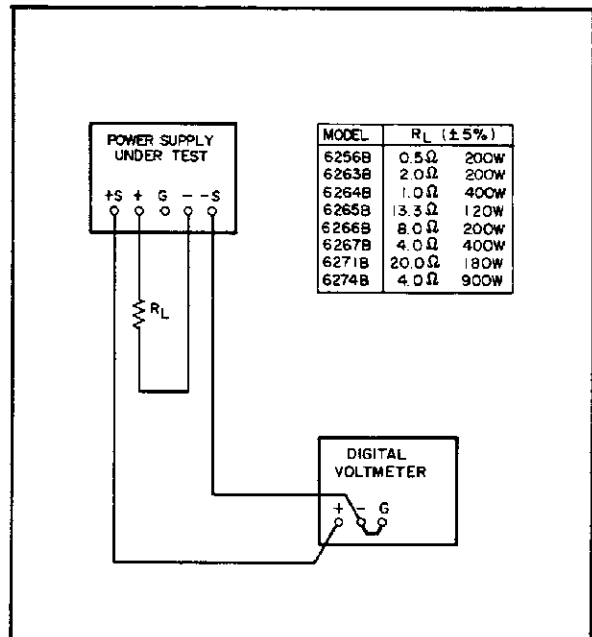 POWER SUPPLY
UNDER TEST
+S + G - -S
RL
MODEL RL (±5%)
6256B 0.5Ω 200W
6263B 2.0Ω 200W
6264B 1.0Ω 400W
6265B 13.3Ω 120W
6266B 8.0Ω 200W
6267B 4.0Ω 400W
6271B 20.0Ω 180W
6274B 4.0Ω 900W
DIGITAL
VOLTMETER
+ - G